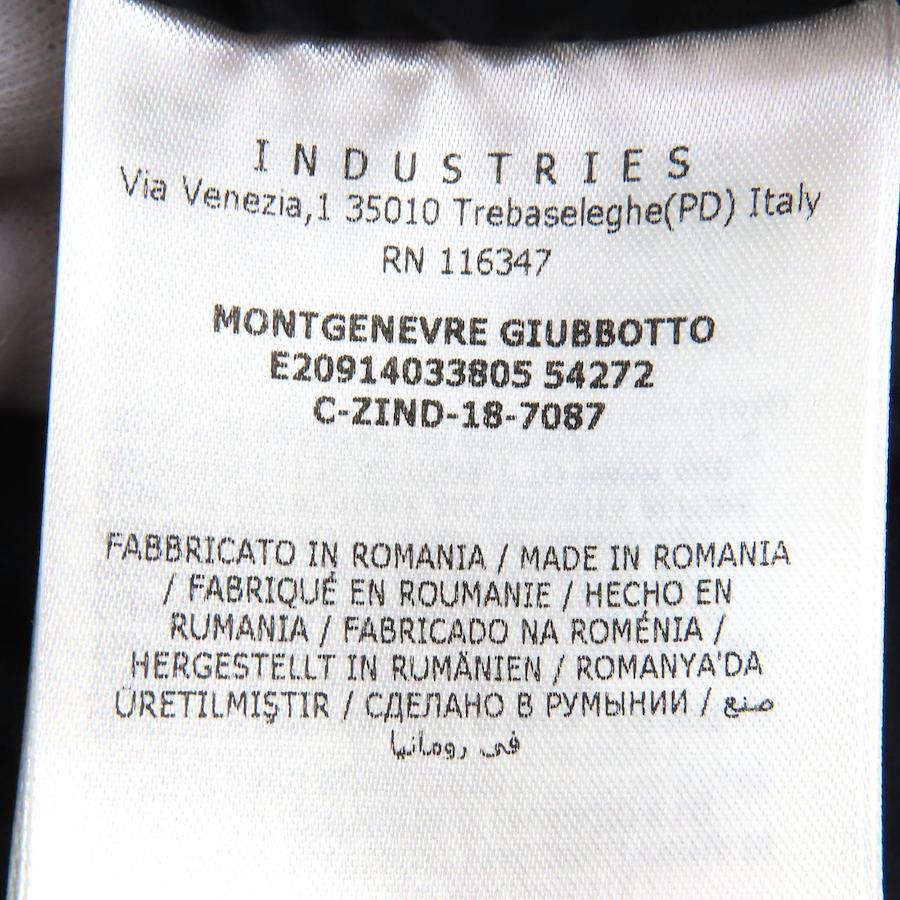 INDUSTRIES
Via Venezia,1 35010 Trebaseleghe(PD) Italy
RN 116347
MONTGENEVRE GIUBBOTTO
E20914033805 54272
C-ZIND-18-7087
FABBRICATO IN ROMANIA / MADE IN ROMANIA
/ FABRIQUÉ EN ROUMANIE / HECHO EN
RUMANIA / FABRICADO NA ROMÉNIA /
HERGESTELLT IN RUMÄNIEN / ROMANYA'DA
ÜRETILMIŞTIR / СДЕЛАНО В РУМЫНИИ / صنع
في رومانيا